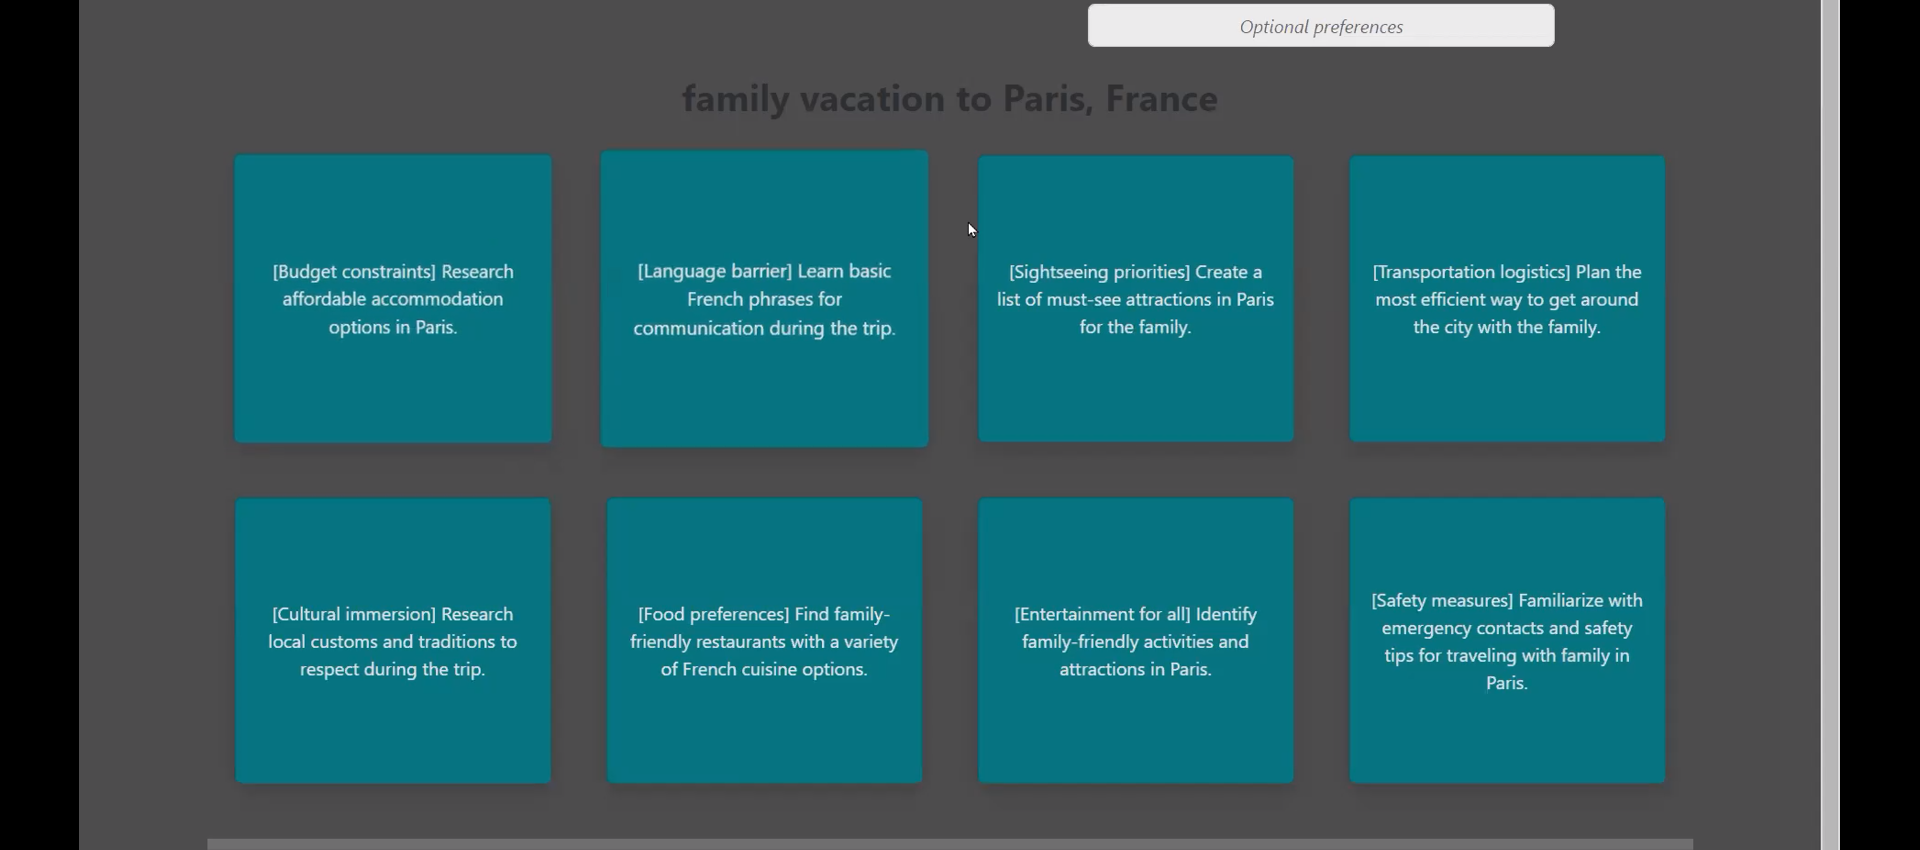 Optional preferences
family vacation to Paris, France
[Budget constraints] Research
affordable accommodation
options in Paris.
[Language barrier] Learn basic
French phrases for
communication during the trip.
[Sightseeing priorities] Create a
list of must-see attractions in Paris
for the family.
[Transportation logistics] Plan the
most efficient way to get around
the city with the family.
[Cultural immersion] Research
local customs and traditions to
respect during the trip.
[Food preferences] Find family-
friendly restaurants with a variety
of French cuisine options.
[Entertainment for all] Identify
family-friendly activities and
attractions in Paris.
[Safety measures] Familiarize with
emergency contacts and safety
tips for traveling with family in
Paris.